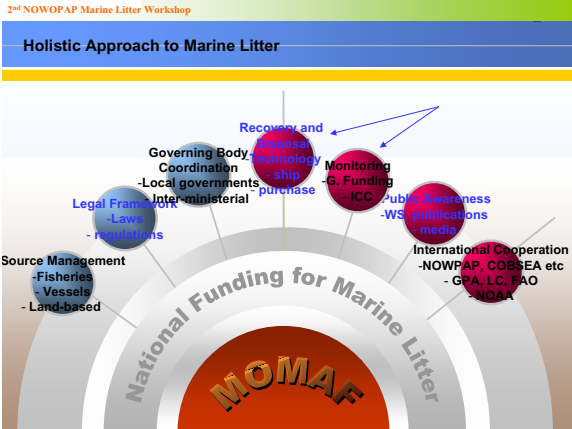 2nd NOWOPAP Marine Litter Workshop
Holistic Approach to Marine Litter
Source Management
-Fisheries
- Vessels
- Land-based
Legal Framework
-Laws
- regulations
Governing Body
Coordination
-Local governments
- Inter-ministerial
Recovery and
Disposal
-Technology
- ship
- purchase
Monitoring
-G. Funding
- ICC
Public Awareness
-WS, publications
- media
International Cooperation
-NOWPAP, COBSEA etc
- GPA, LC, FAO
- NOAA
National Funding for Marine Litter
MOMAF